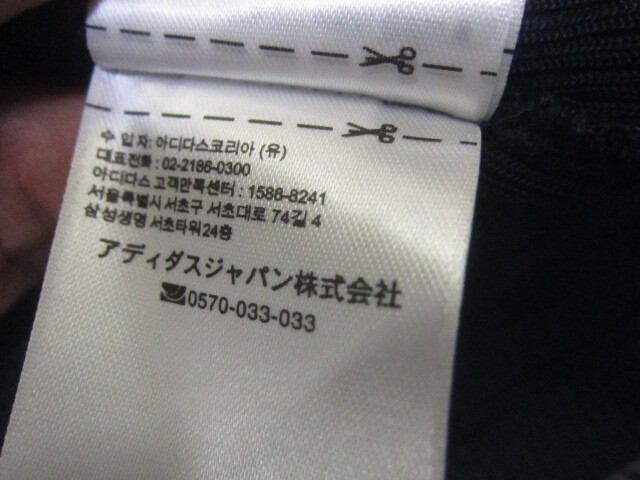 수 입 자: 아디다스코리아 (유)
대표전화 : 02-2186-0300
아디다스 고객만족센터 : 1588-8241
서울특별시 서초구 서초대로 74길 4
삼성생명 서초타워 24층
アディダスジャパン株式会社
0570-033-033